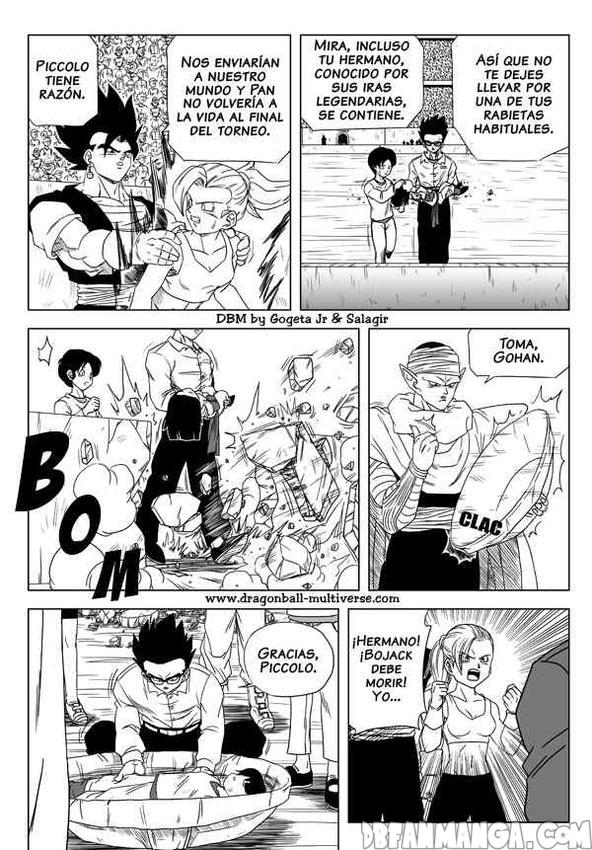 PICCOLO
TIENE
RAZÓN.
NOS ENVIARÍAN
A NUESTRO
MUNDO Y PAN
NO VOLVERÍA A
LA VIDA AL FINAL
DEL TORNEO.
MIRA, INCLUSO
TU HERMANO,
CONOCIDO POR
SUS IRAS
LEGENDARIAS,
SE CONTIENE.
ASÍ QUE
NO TE DEJES
LLEVAR POR
UNA DE TUS
RABIETAS
HABITUALES.
DBM by Gogeta Jr & Salagir
BOM
TOMA,
GOHAN.
CLAC
www.dragonball-multiverse.com
GRACIAS,
PICCOLO.
¡HERMANO!
¡BOJACK
DEBE
MORIR!
YO...
DBFANMANGA.COM